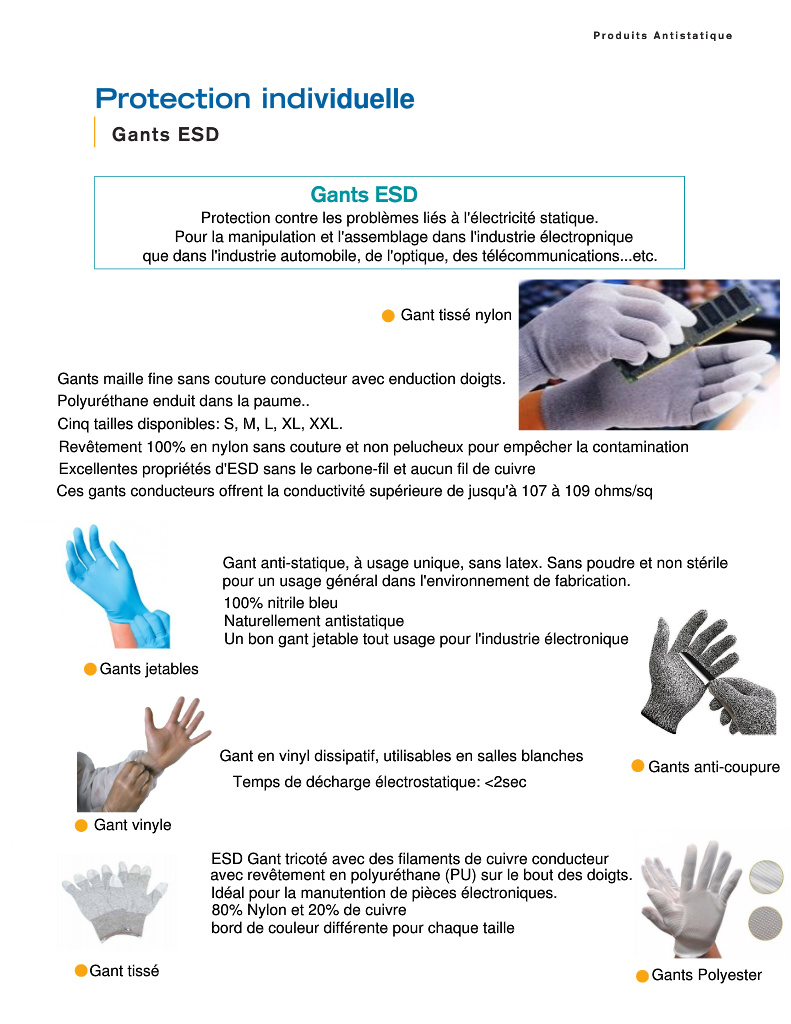 Produits Antistatique
Protection individuelle
Gants ESD
Gants ESD
Protection contre les problèmes liés à l'électricité statique.
Pour la manipulation et l'assemblage dans l'industrie électropnique
que dans l'industrie automobile, de l'optique, des télécommunications...etc.
Gant tissé nylon
Gants maille fine sans couture conducteur avec enduction doigts.
Polyuréthane enduit dans la paume..
Cinq tailles disponibles: S, M, L, XL, XXL.
Revêtement 100% en nylon sans couture et non pelucheux pour empêcher la contamination
Excellentes propriétés d'ESD sans le carbone-fil et aucun fil de cuivre
Ces gants conducteurs offrent la conductivité supérieure de jusqu'à 107 à 109 ohms/sq
Gant anti-statique, à usage unique, sans latex. Sans poudre et non stérile
pour un usage général dans l'environnement de fabrication.
100% nitrile bleu
Naturellement antistatique
Un bon gant jetable tout usage pour l'industrie électronique
Gants jetables
Gant en vinyl dissipatif, utilisables en salles blanches
Temps de décharge électrostatique: <2sec
Gants anti-coupure
Gant vinyle
ESD Gant tricoté avec des filaments de cuivre conducteur
avec revêtement en polyuréthane (PU) sur le bout des doigts.
Idéal pour la manutention de pièces électroniques.
80% Nylon et 20% de cuivre
bord de couleur différente pour chaque taille
Gant tissé
Gants Polyester